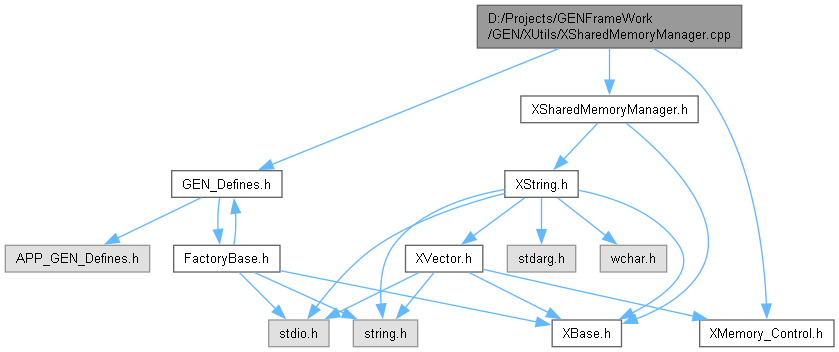 D:/Projects/GENFrameWork
/GEN/XUtils/XSharedMemoryManager.cpp
XSharedMemoryManager.h
GEN_Defines.h
XString.h
APP_GEN_Defines.h
FactoryBase.h
XVector.h
stdarg.h
wchar.h
stdio.h
string.h
XBase.h
XMemory_Control.h